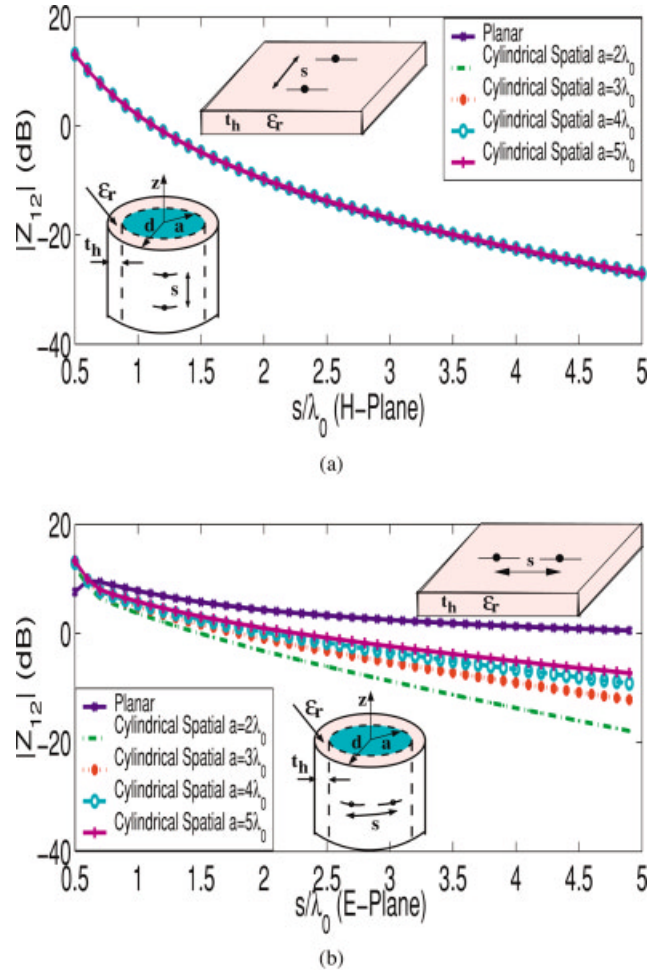 20
0
−20
−40
|Z₁₂| (dB)
0.5 1 1.5 2 2.5 3 3.5 4 4.5 5
s/λ₀ (H−Plane)
Planar
Cylindrical Spatial a=2λ₀
Cylindrical Spatial a=3λ₀
Cylindrical Spatial a=4λ₀
Cylindrical Spatial a=5λ₀
s
t_h εᵣ
z
εᵣ
d a
t_h
s
(a)
20
0
−20
−40
|Z₁₂| (dB)
0.5 1 1.5 2 2.5 3 3.5 4 4.5 5
s/λ₀ (E−Plane)
s
t_h εᵣ
Planar
Cylindrical Spatial a=2λ₀
Cylindrical Spatial a=3λ₀
Cylindrical Spatial a=4λ₀
Cylindrical Spatial a=5λ₀
z
εᵣ
d a
t_h
s
(b)